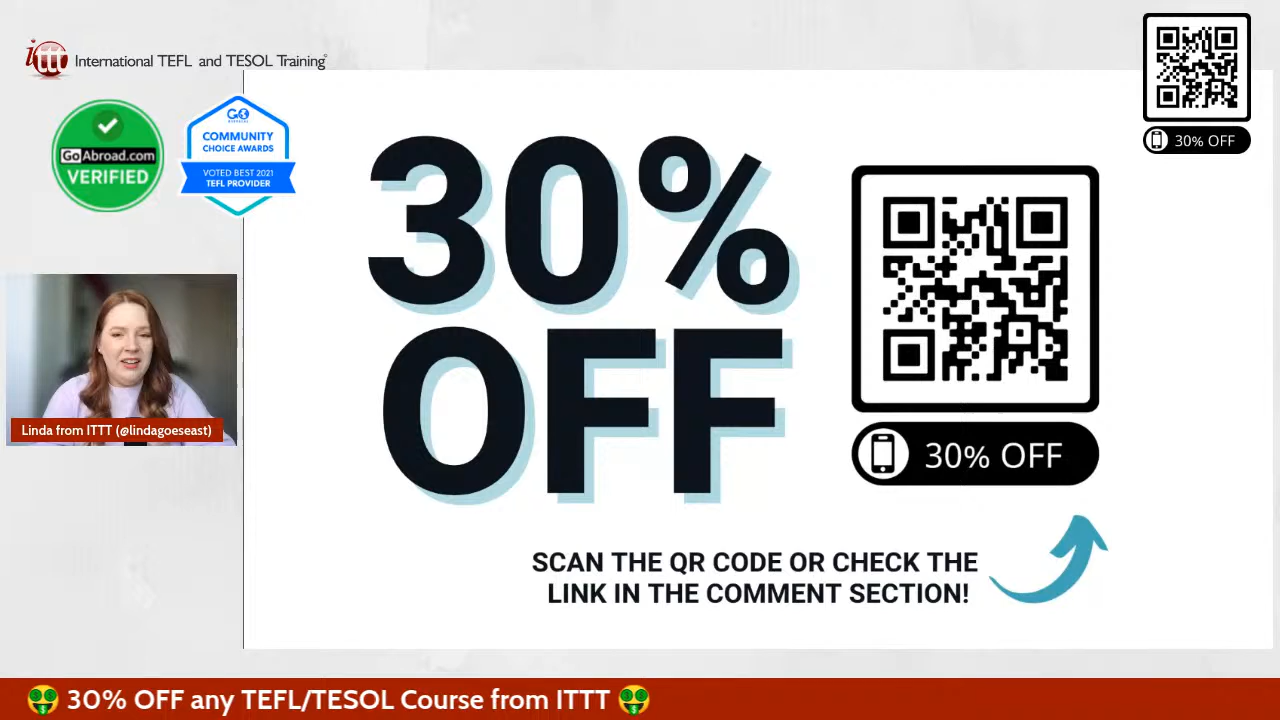 ittt International TEFL and TESOL Training
GoAbroad.com
VERIFIED
GO
OVERSEAS
COMMUNITY
CHOICE AWARDS
VOTED BEST 2021
TEFL PROVIDER
30% OFF
30%
OFF
30% OFF
SCAN THE QR CODE OR CHECK THE
LINK IN THE COMMENT SECTION!
Linda from ITTT (@lindagoeseast)
30% OFF any TEFL/TESOL Course from ITTT